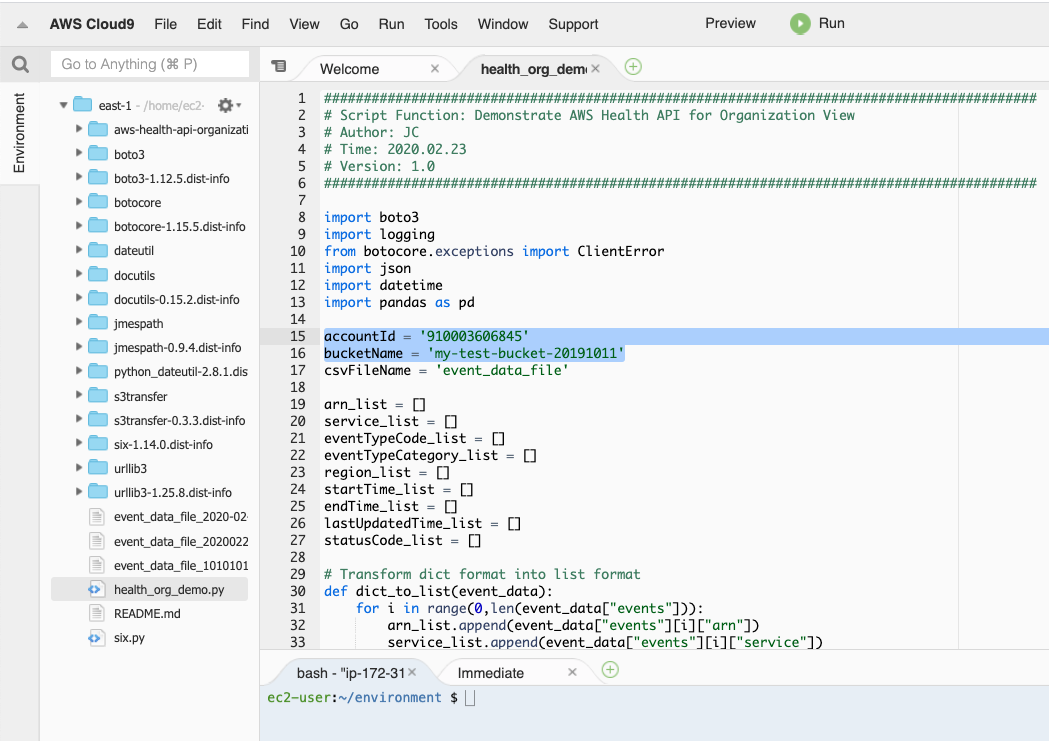 AWS Cloud9 File Edit Find View Go Run Tools Window Support Preview Run
Go to Anything (⌘ P)
Environment
east-1 - /home/ec2-
aws-health-api-organizati
boto3
boto3-1.12.5.dist-info
botocore
botocore-1.15.5.dist-info
dateutil
docutils
docutils-0.15.2.dist-info
jmespath
jmespath-0.9.4.dist-info
python_dateutil-2.8.1.dis
s3transfer
s3transfer-0.3.3.dist-info
six-1.14.0.dist-info
urllib3
urllib3-1.25.8.dist-info
event_data_file_2020-02-
event_data_file_2020022
event_data_file_1010101
health_org_demo.py
README.md
six.py
Welcome
health_org_demo
1 ##########################################################################################
2 # Script Function: Demonstrate AWS Health API for Organization View
3 # Author: JC
4 # Time: 2020.02.23
5 # Version: 1.0
6 ##########################################################################################
7
8 import boto3
9 import logging
10 from botocore.exceptions import ClientError
11 import json
12 import datetime
13 import pandas as pd
14
15 accountId = '910003606845'
16 bucketName = 'my-test-bucket-20191011'
17 csvFileName = 'event_data_file'
18
19 arn_list = []
20 service_list = []
21 eventTypeCode_list = []
22 eventTypeCategory_list = []
23 region_list = []
24 startTime_list = []
25 endTime_list = []
26 lastUpdatedTime_list = []
27 statusCode_list = []
28
29 # Transform dict format into list format
30 def dict_to_list(event_data):
31 for i in range(0,len(event_data["events"])):
32 arn_list.append(event_data["events"][i]["arn"])
33 service_list.append(event_data["events"][i]["service"])
bash - "ip-172-31
Immediate
ec2-user:~/environment $